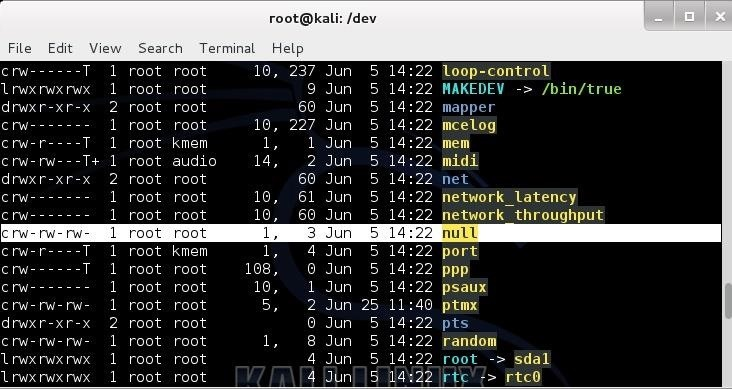 root@kali: /dev
File Edit View Search Terminal Help
crw------T 1 root root 10, 237 Jun 5 14:22 loop-control
lrwxrwxrwx 1 root root 9 Jun 5 14:22 MAKEDEV -> /bin/true
drwxr-xr-x 2 root root 60 Jun 5 14:22 mapper
crw------- 1 root root 10, 227 Jun 5 14:22 mcelog
crw-r----T 1 root kmem 1, 1 Jun 5 14:22 mem
crw-rw---T+ 1 root audio 14, 2 Jun 5 14:22 midi
drwxr-xr-x 2 root root 60 Jun 5 14:22 net
crw------- 1 root root 10, 61 Jun 5 14:22 network_latency
crw------- 1 root root 10, 60 Jun 5 14:22 network_throughput
crw-rw-rw- 1 root root 1, 3 Jun 5 14:22 null
crw-r----T 1 root kmem 1, 4 Jun 5 14:22 port
crw------T 1 root root 108, 0 Jun 5 14:22 ppp
crw------- 1 root root 10, 1 Jun 5 14:22 psaux
crw-rw-rw- 1 root root 5, 2 Jun 25 11:40 ptmx
drwxr-xr-x 2 root root 0 Jun 5 14:22 pts
crw-rw-rw- 1 root root 1, 8 Jun 5 14:22 random
lrwxrwxrwx 1 root root 4 Jun 5 14:22 root -> sda1
lrwxrwxrwx 1 root root 4 Jun 5 14:22 rtc -> rtc0
KALI LINUX